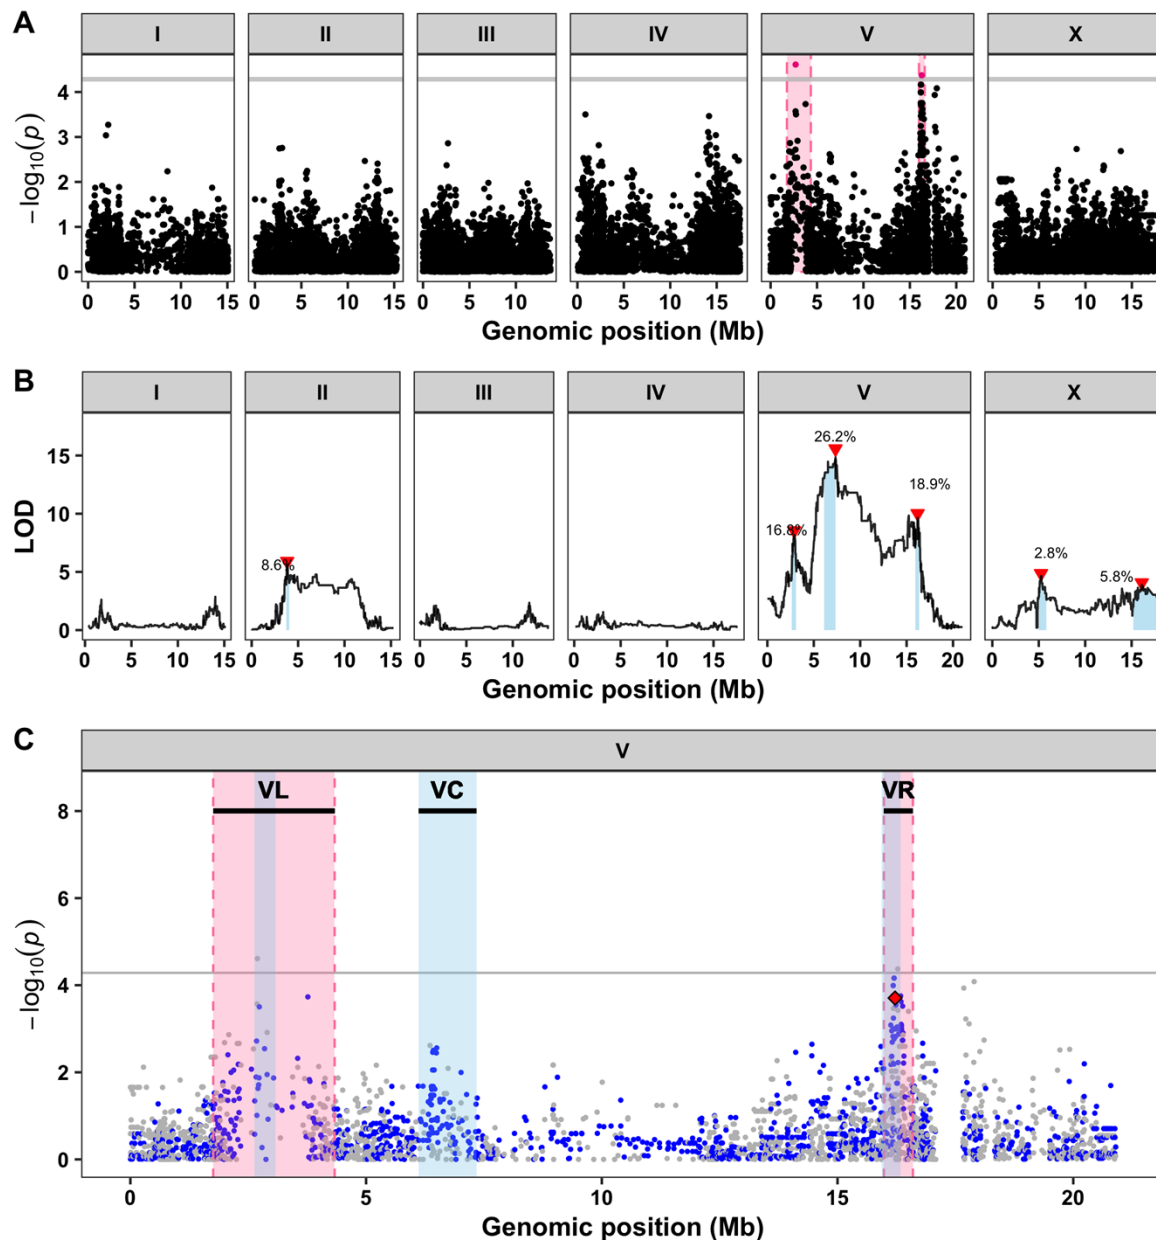 A
I II III IV V X
−log10(p)
4
3
2
1
0
0 5 10 15 0 5 10 15 0 5 10 0 5 10 15 0 5 10 15 20 0 5 10 15
Genomic position (Mb)
B
I II III IV V X
LOD
15
10
5
0
8.6%
16.8%
26.2%
18.9%
2.8%
5.8%
0 5 10 15 0 5 10 15 0 5 10 0 5 10 15 0 5 10 15 20 0 5 10 15
Genomic position (Mb)
C
V
VL VC VR
−log10(p)
8
6
4
2
0
0 5 10 15 20
Genomic position (Mb)